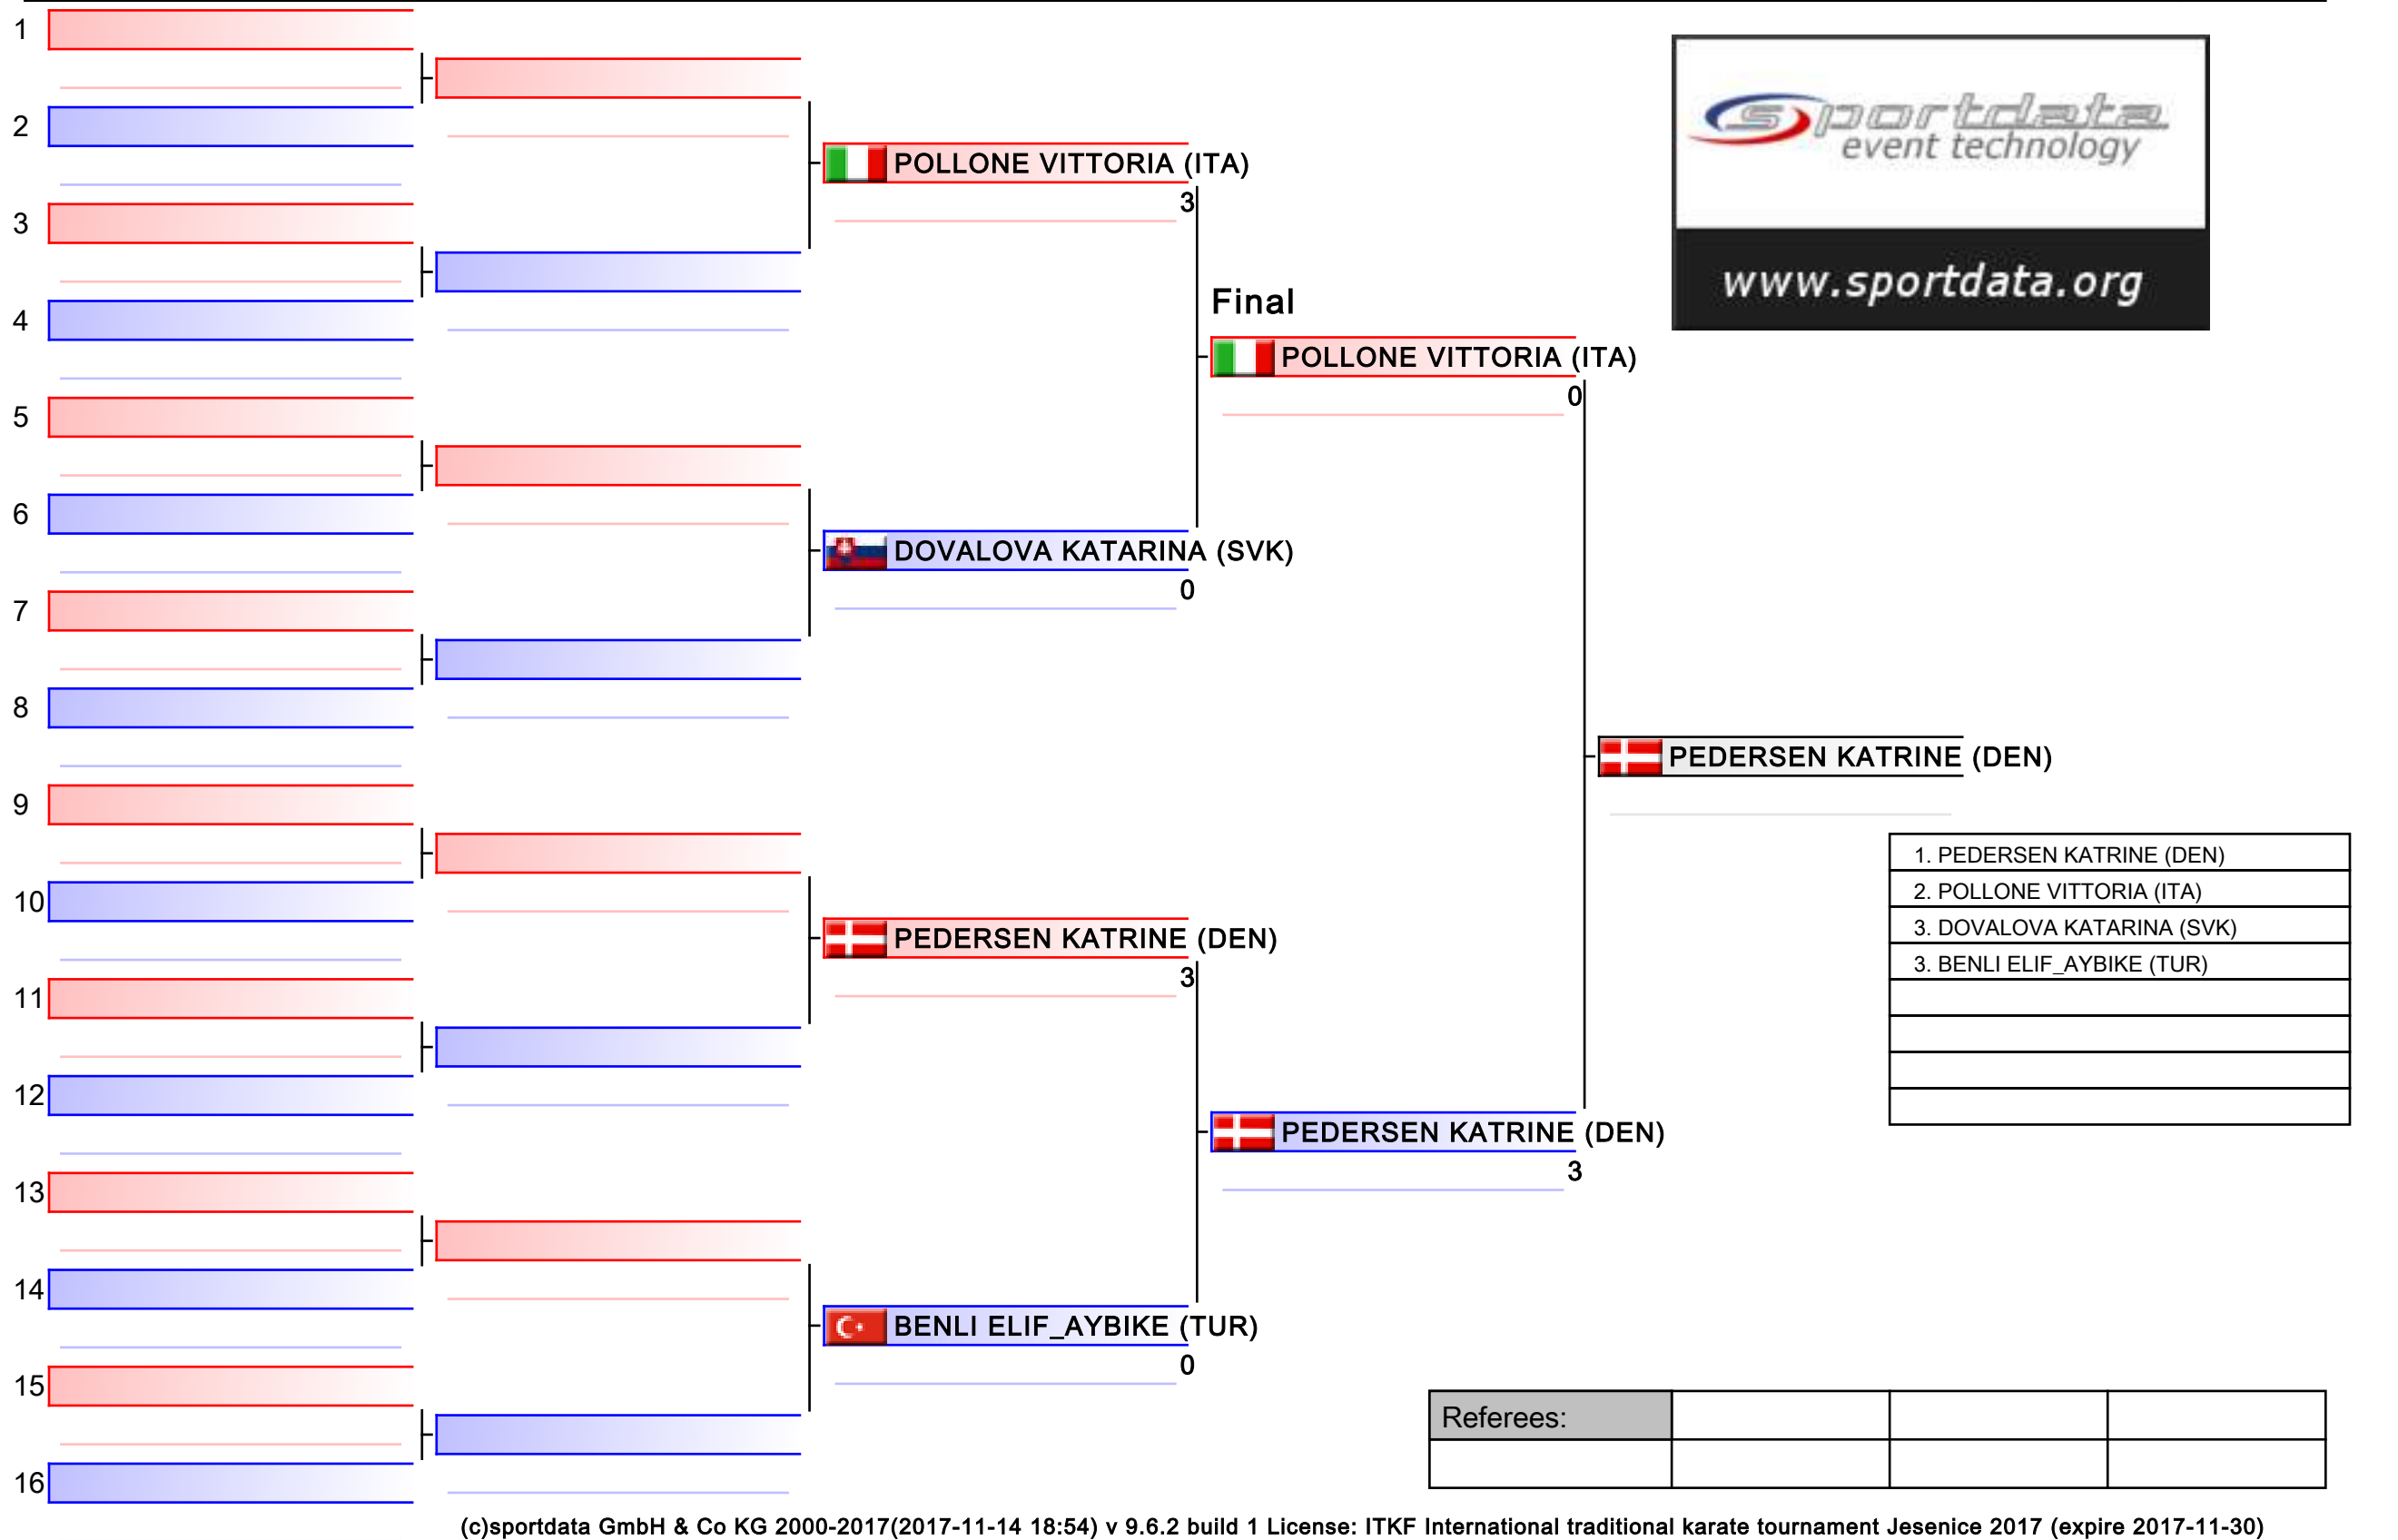 1
2
3
4
5
6
7
8
9
10
11
12
13
14
15
16
POLLONE VITTORIA (ITA)
3
DOVALOVA KATARINA (SVK)
0
PEDERSEN KATRINE (DEN)
3
BENLI ELIF_AYBIKE (TUR)
0
Final
POLLONE VITTORIA (ITA)
0
PEDERSEN KATRINE (DEN)
3
PEDERSEN KATRINE (DEN)
sportdata
event technology
www.sportdata.org
1. PEDERSEN KATRINE (DEN)
2. POLLONE VITTORIA (ITA)
3. DOVALOVA KATARINA (SVK)
3. BENLI ELIF_AYBIKE (TUR)
Referees:
(c)sportdata GmbH & Co KG 2000-2017(2017-11-14 18:54) v 9.6.2 build 1 License: ITKF International traditional karate tournament Jesenice 2017 (expire 2017-11-30)